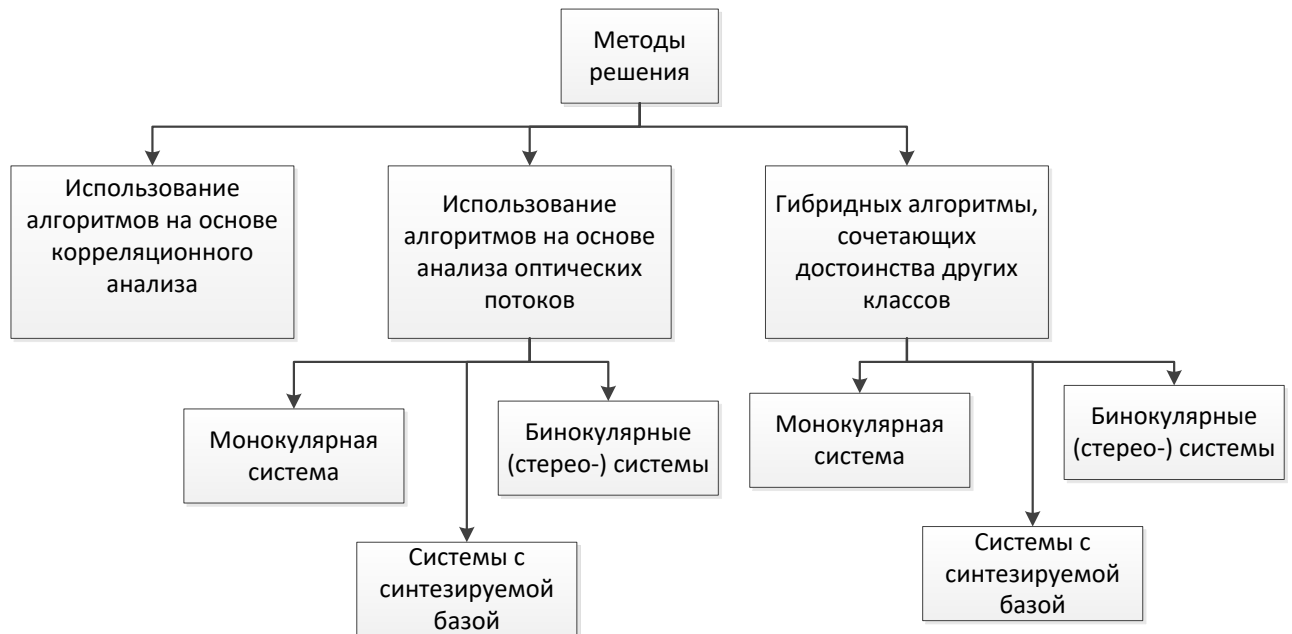 Методы
решения
Использование
алгоритмов на основе
корреляционного
анализа
Использование
алгоритмов на основе
анализа оптических
потоков
Гибридных алгоритмы,
сочетающих
достоинства других
классов
Монокулярная
система
Бинокулярные
(стерео-) системы
Системы с
синтезируемой
базой
Монокулярная
система
Бинокулярные
(стерео-) системы
Системы с
синтезируемой
базой